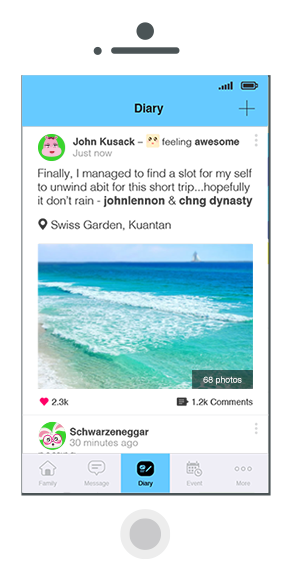 Diary
John Kusack – feeling awesome
Just now
Finally, I managed to find a slot for my self
to unwind abit for this short trip...hopefully
it don't rain - johnlennon & chng dynasty
Swiss Garden, Kuantan
68 photos
2.3k
1.2k Comments
Schwarzeneggar
30 minutes ago
Family
Message
Diary
Event
More